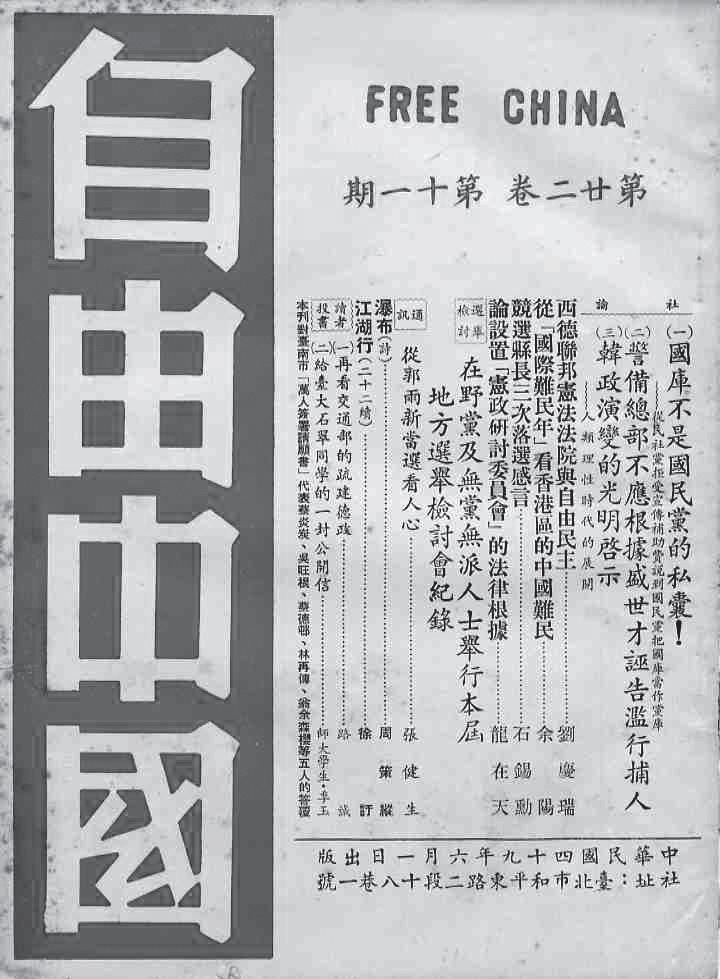 自由中國
FREE CHINA
第廿二卷 第十一期
社論
(一)國庫不是國民黨的私囊!
從民社黨拒受宣傳補助費說到國民黨把國庫當作黨庫
(二)警備總部不應根據盛世才誣告濫行捕人
(三)韓政演變的光明啓示
人類理性時代的展開
西德聯邦憲法法院與自由民主 劉慶瑞
從「國際難民年」看香港區的中國難民 余陽
競選縣長三次落選感言 石錫勳
論設置「憲政研討委員會」的法律根據 龍在天
選舉檢討
在野黨及無黨無派人士舉行本屆
地方選舉檢討會紀錄
通訊
從郭雨新當選看人心 張健生
瀑布(詩) 周策縱
江湖行(二十二續) 徐訏
讀者投書
(一)再看交通部的疏建德政 路誠
(二)給臺大石翠同學的一封公開信 師大學生・李玉
本刊對臺南市「萬人簽署請願書」代表蔡炎炭、吳旺根、蔡德郡、林再傳、翁余森櫻等五人的答覆
中華民國四十九年六月一日出版
社址:臺北市和平東路二段十八巷一號